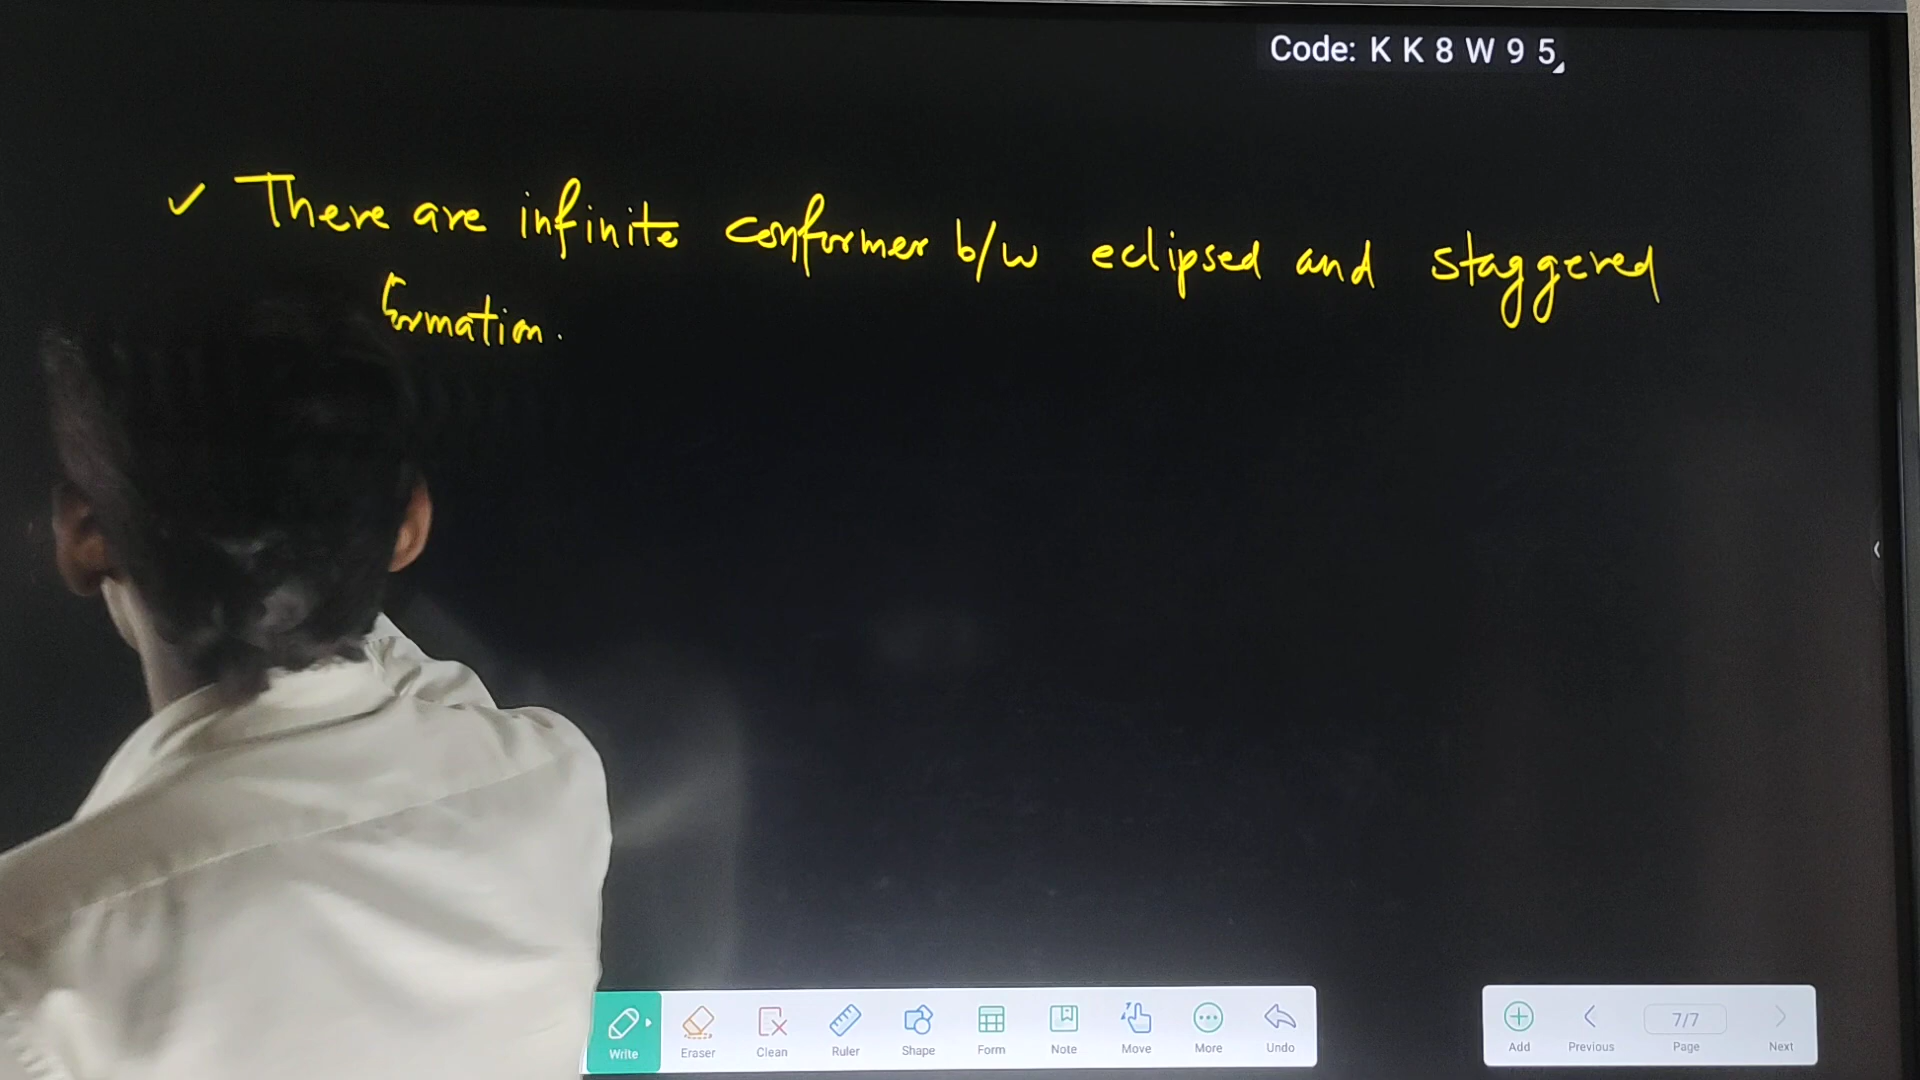 Code: K K 8 W 9 5
✓ There are infinite conformer b/w eclipsed and staggered
formation.
Write
Eraser
Clean
Ruler
Shape
Form
Note
Move
More
Undo
Add
Previous
7/7
Page
Next